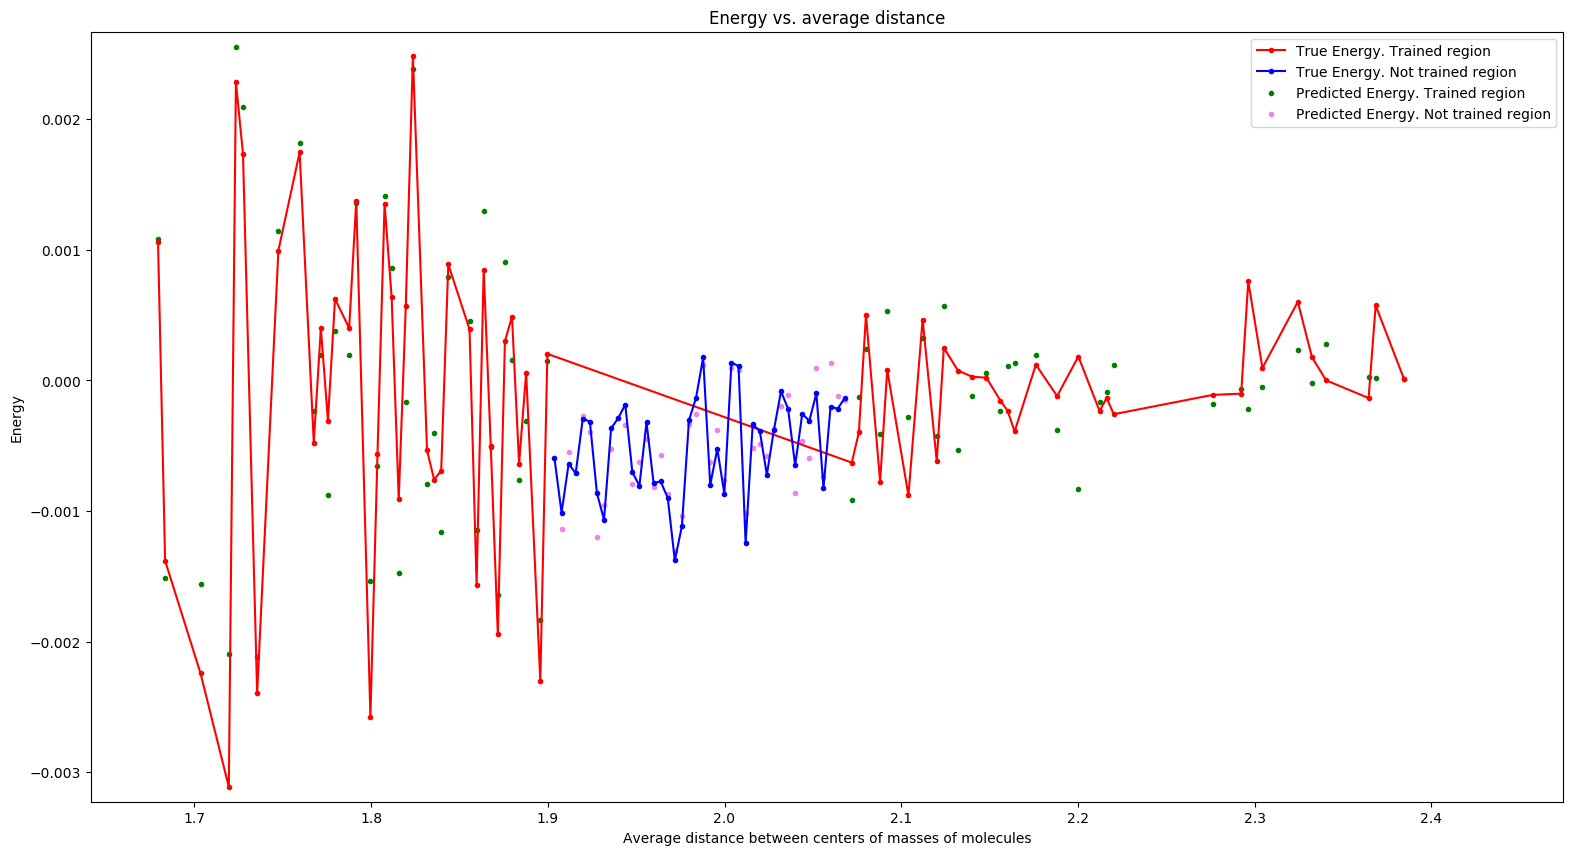 Energy vs. average distance
True Energy. Trained region
True Energy. Not trained region
Predicted Energy. Trained region
Predicted Energy. Not trained region
Energy
0.002
0.001
0.000
−0.001
−0.002
−0.003
1.7 1.8 1.9 2.0 2.1 2.2 2.3 2.4
Average distance between centers of masses of molecules